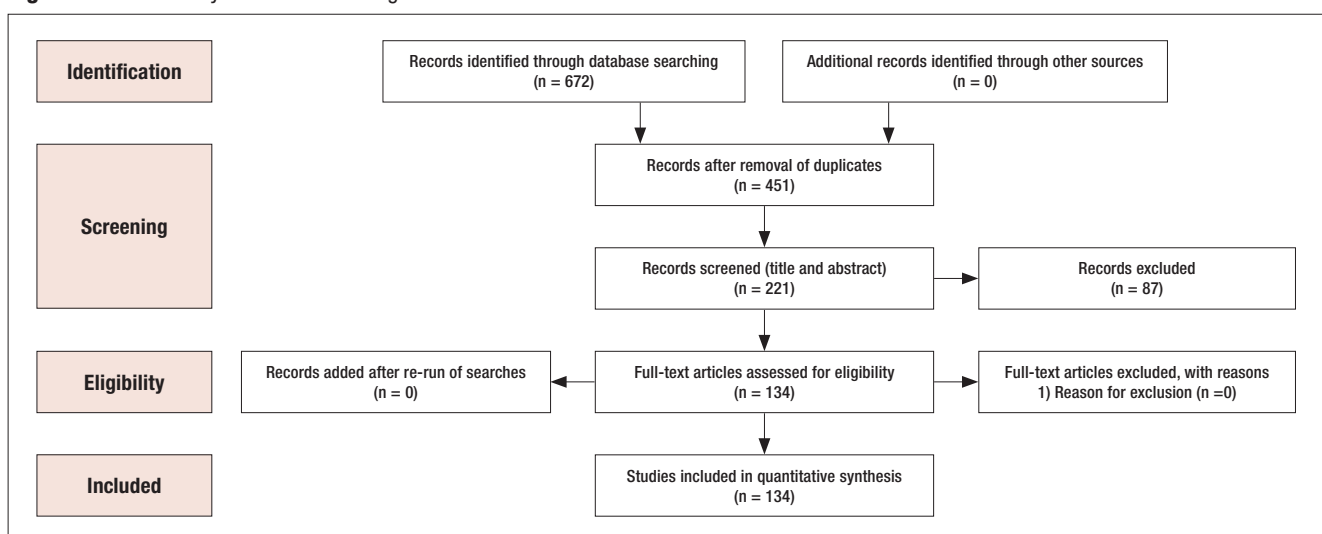 Identification
Records identified through database searching
(n = 672)
Additional records identified through other sources
(n = 0)
Screening
Records after removal of duplicates
(n = 451)
Records screened (title and abstract)
(n = 221)
Records excluded
(n = 87)
Eligibility
Records added after re-run of searches
(n = 0)
Full-text articles assessed for eligibility
(n = 134)
Full-text articles excluded, with reasons
1) Reason for exclusion (n =0)
Included
Studies included in quantitative synthesis
(n = 134)